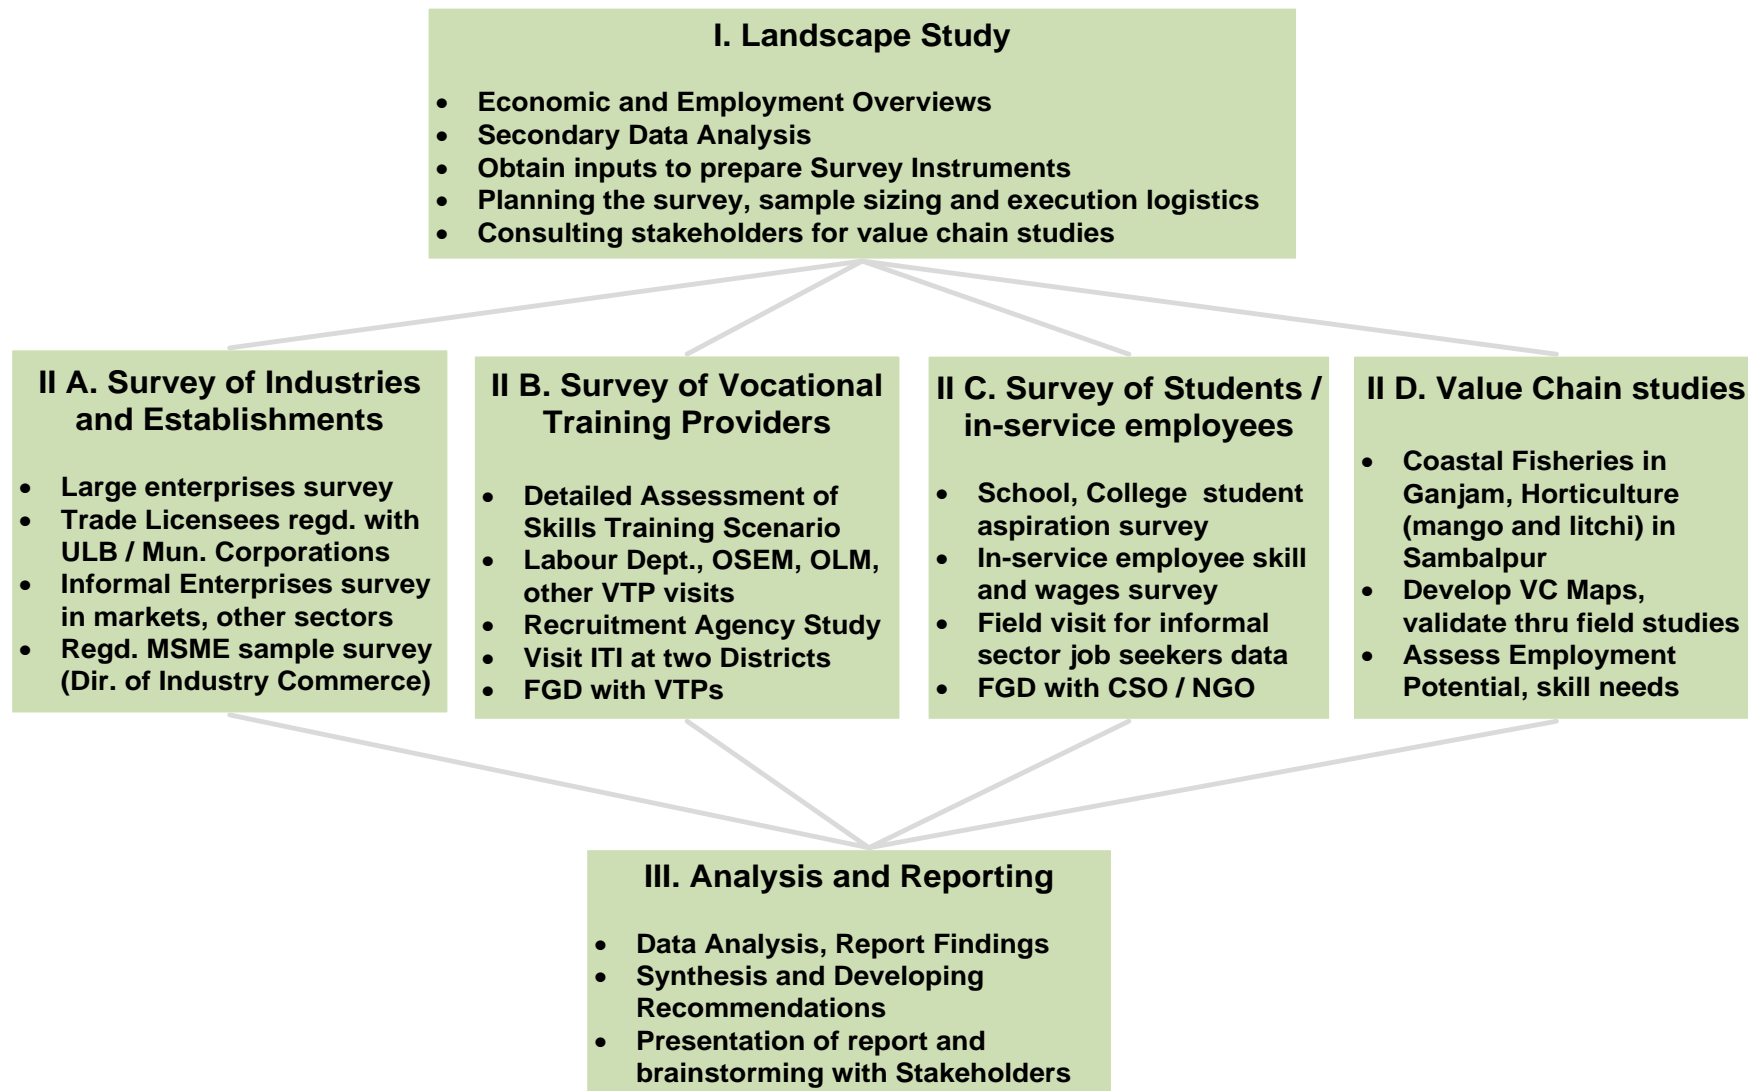 I. Landscape Study
• Economic and Employment Overviews
• Secondary Data Analysis
• Obtain inputs to prepare Survey Instruments
• Planning the survey, sample sizing and execution logistics
• Consulting stakeholders for value chain studies
II A. Survey of Industries
and Establishments
• Large enterprises survey
• Trade Licensees regd. with
ULB / Mun. Corporations
• Informal Enterprises survey
in markets, other sectors
• Regd. MSME sample survey
(Dir. of Industry Commerce)
II B. Survey of Vocational
Training Providers
• Detailed Assessment of
Skills Training Scenario
• Labour Dept., OSEM, OLM,
other VTP visits
• Recruitment Agency Study
• Visit ITI at two Districts
• FGD with VTPs
II C. Survey of Students /
in-service employees
• School, College student
aspiration survey
• In-service employee skill
and wages survey
• Field visit for informal
sector job seekers data
• FGD with CSO / NGO
II D. Value Chain studies
• Coastal Fisheries in
Ganjam, Horticulture
(mango and litchi) in
Sambalpur
• Develop VC Maps,
validate thru field studies
• Assess Employment
Potential, skill needs
III. Analysis and Reporting
• Data Analysis, Report Findings
• Synthesis and Developing
Recommendations
• Presentation of report and
brainstorming with Stakeholders